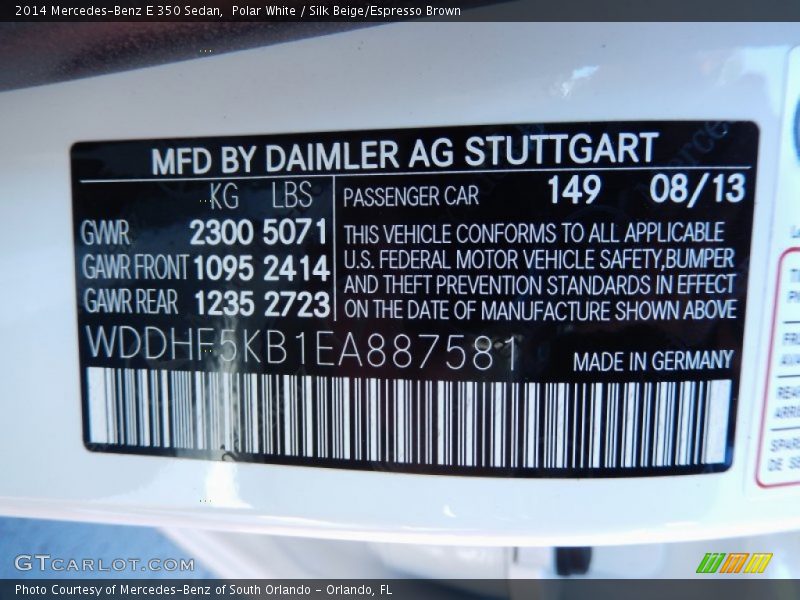 2014 Mercedes-Benz E 350 Sedan,  Polar White / Silk Beige/Espresso Brown
MFD BY DAIMLER AG STUTTGART
KG LBS
GVWR 2300 5071
GAWR FRONT 1095 2414
GAWR REAR 1235 2723
PASSENGER CAR 149 08/13
THIS VEHICLE CONFORMS TO ALL APPLICABLE
U.S. FEDERAL MOTOR VEHICLE SAFETY,BUMPER
AND THEFT PREVENTION STANDARDS IN EFFECT
ON THE DATE OF MANUFACTURE SHOWN ABOVE
WDDHF5KB1EA887581
MADE IN GERMANY
DE
GTCARLOT.COM
Photo Courtesy of Mercedes-Benz of South Orlando - Orlando, FL